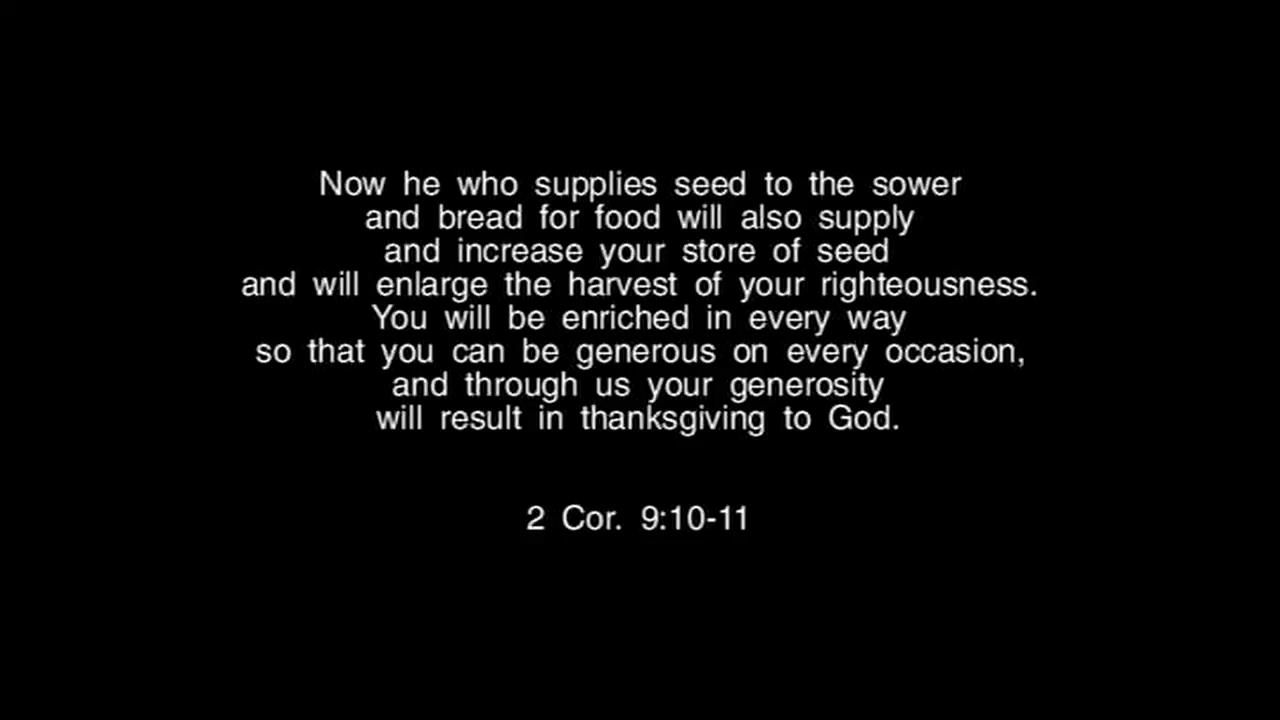 Now he who supplies seed to the sower
and bread for food will also supply
and increase your store of seed
and will enlarge the harvest of your righteousness.
You will be enriched in every way
so that you can be generous on every occasion,
and through us your generosity
will result in thanksgiving to God.
2 Cor. 9:10-11